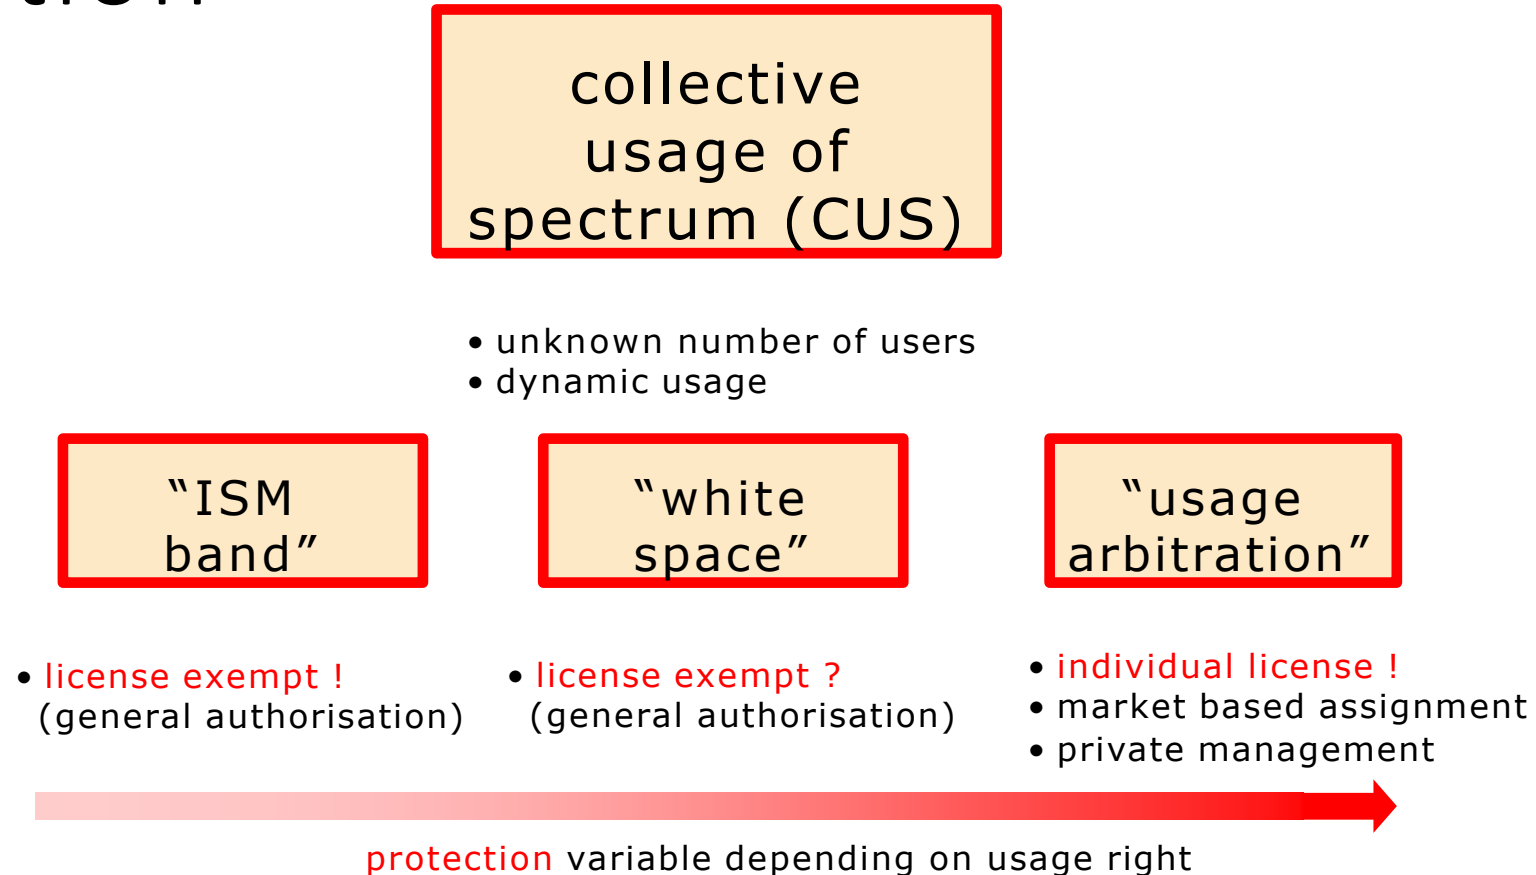 collective
usage of
spectrum (CUS)
• unknown number of users
• dynamic usage
“ISM
band”
“white
space”
“usage
arbitration”
• license exempt !
(general authorisation)
• license exempt ?
(general authorisation)
• individual license !
• market based assignment
• private management
protection variable depending on usage right